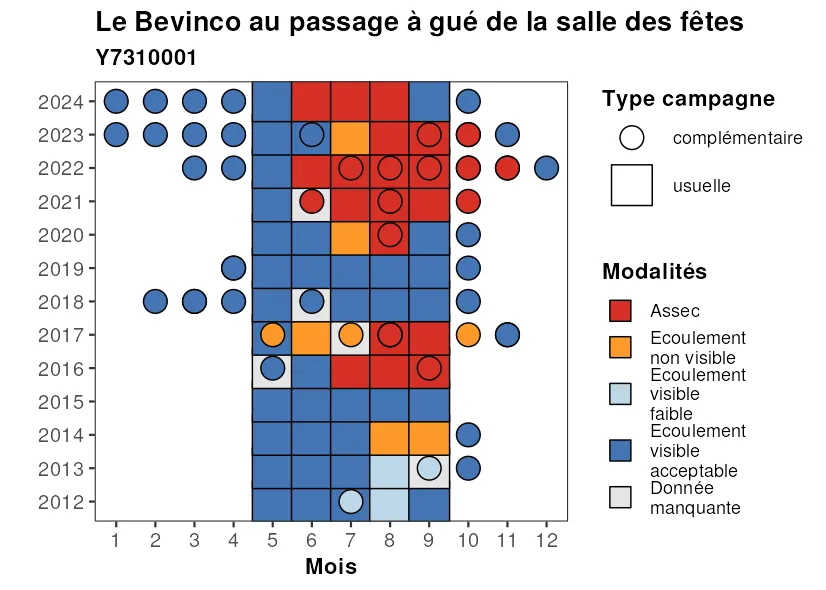 Le Bevinco au passage à gué de la salle des fêtes
Y7310001
2024
2023
2022
2021
2020
2019
2018
2017
2016
2015
2014
2013
2012
1 2 3 4 5 6 7 8 9 10 11 12
Mois
Type campagne
complémentaire
usuelle
Modalités
Assec
Ecoulement
non visible
Ecoulement
visible
faible
Ecoulement
visible
acceptable
Donnée
manquante